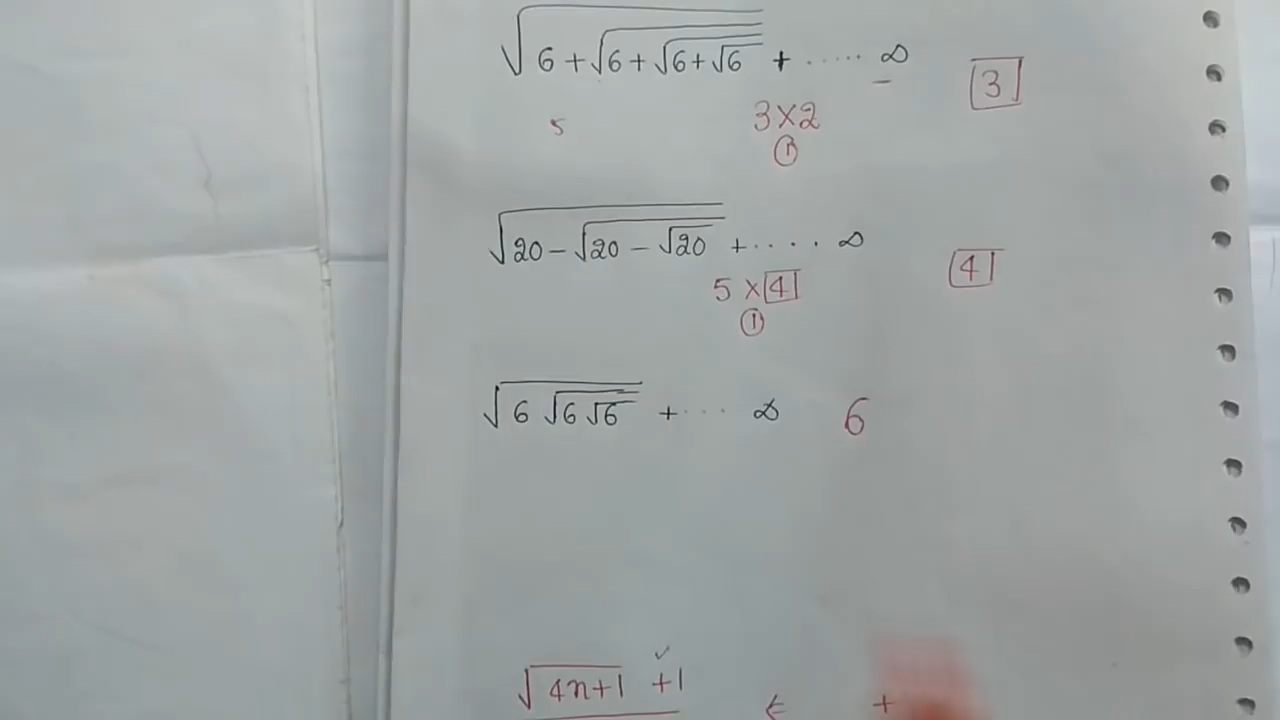 √(6+√(6+√(6+√6))) + ..... ∞ 3
5 3×2
1
√(20-√(20-√20)) + .... ∞ 4
5 × 4
1
√(6√(6√6)) + ... ∞ 6
√(4n+1) +1 ← +